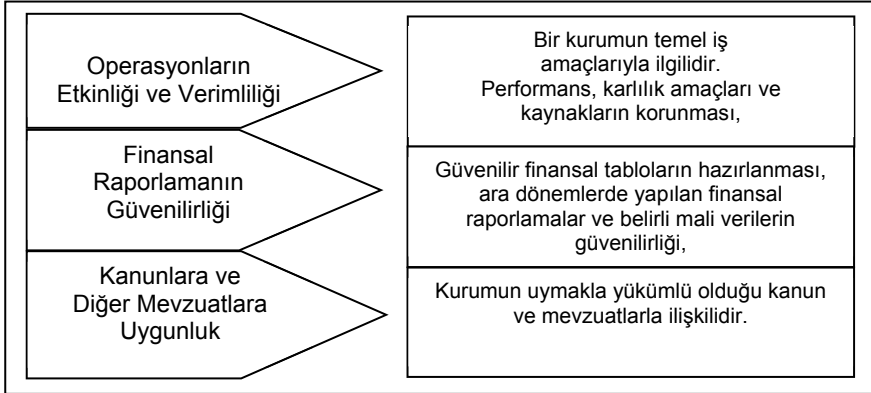 Operasyonların
Etkinliği ve Verimliliği
Bir kurumun temel iş
amaçlarıyla ilgilidir.
Performans, karlılık amaçları ve
kaynakların korunması,
Finansal
Raporlamanın
Güvenilirliği
Güvenilir finansal tabloların hazırlanması,
ara dönemlerde yapılan finansal
raporlamalar ve belirli mali verilerin
güvenilirliği,
Kanunlara ve
Diğer Mevzuatlara
Uygunluk
Kurumun uymakla yükümlü olduğu kanun
ve mevzuatlarla ilişkilidir.